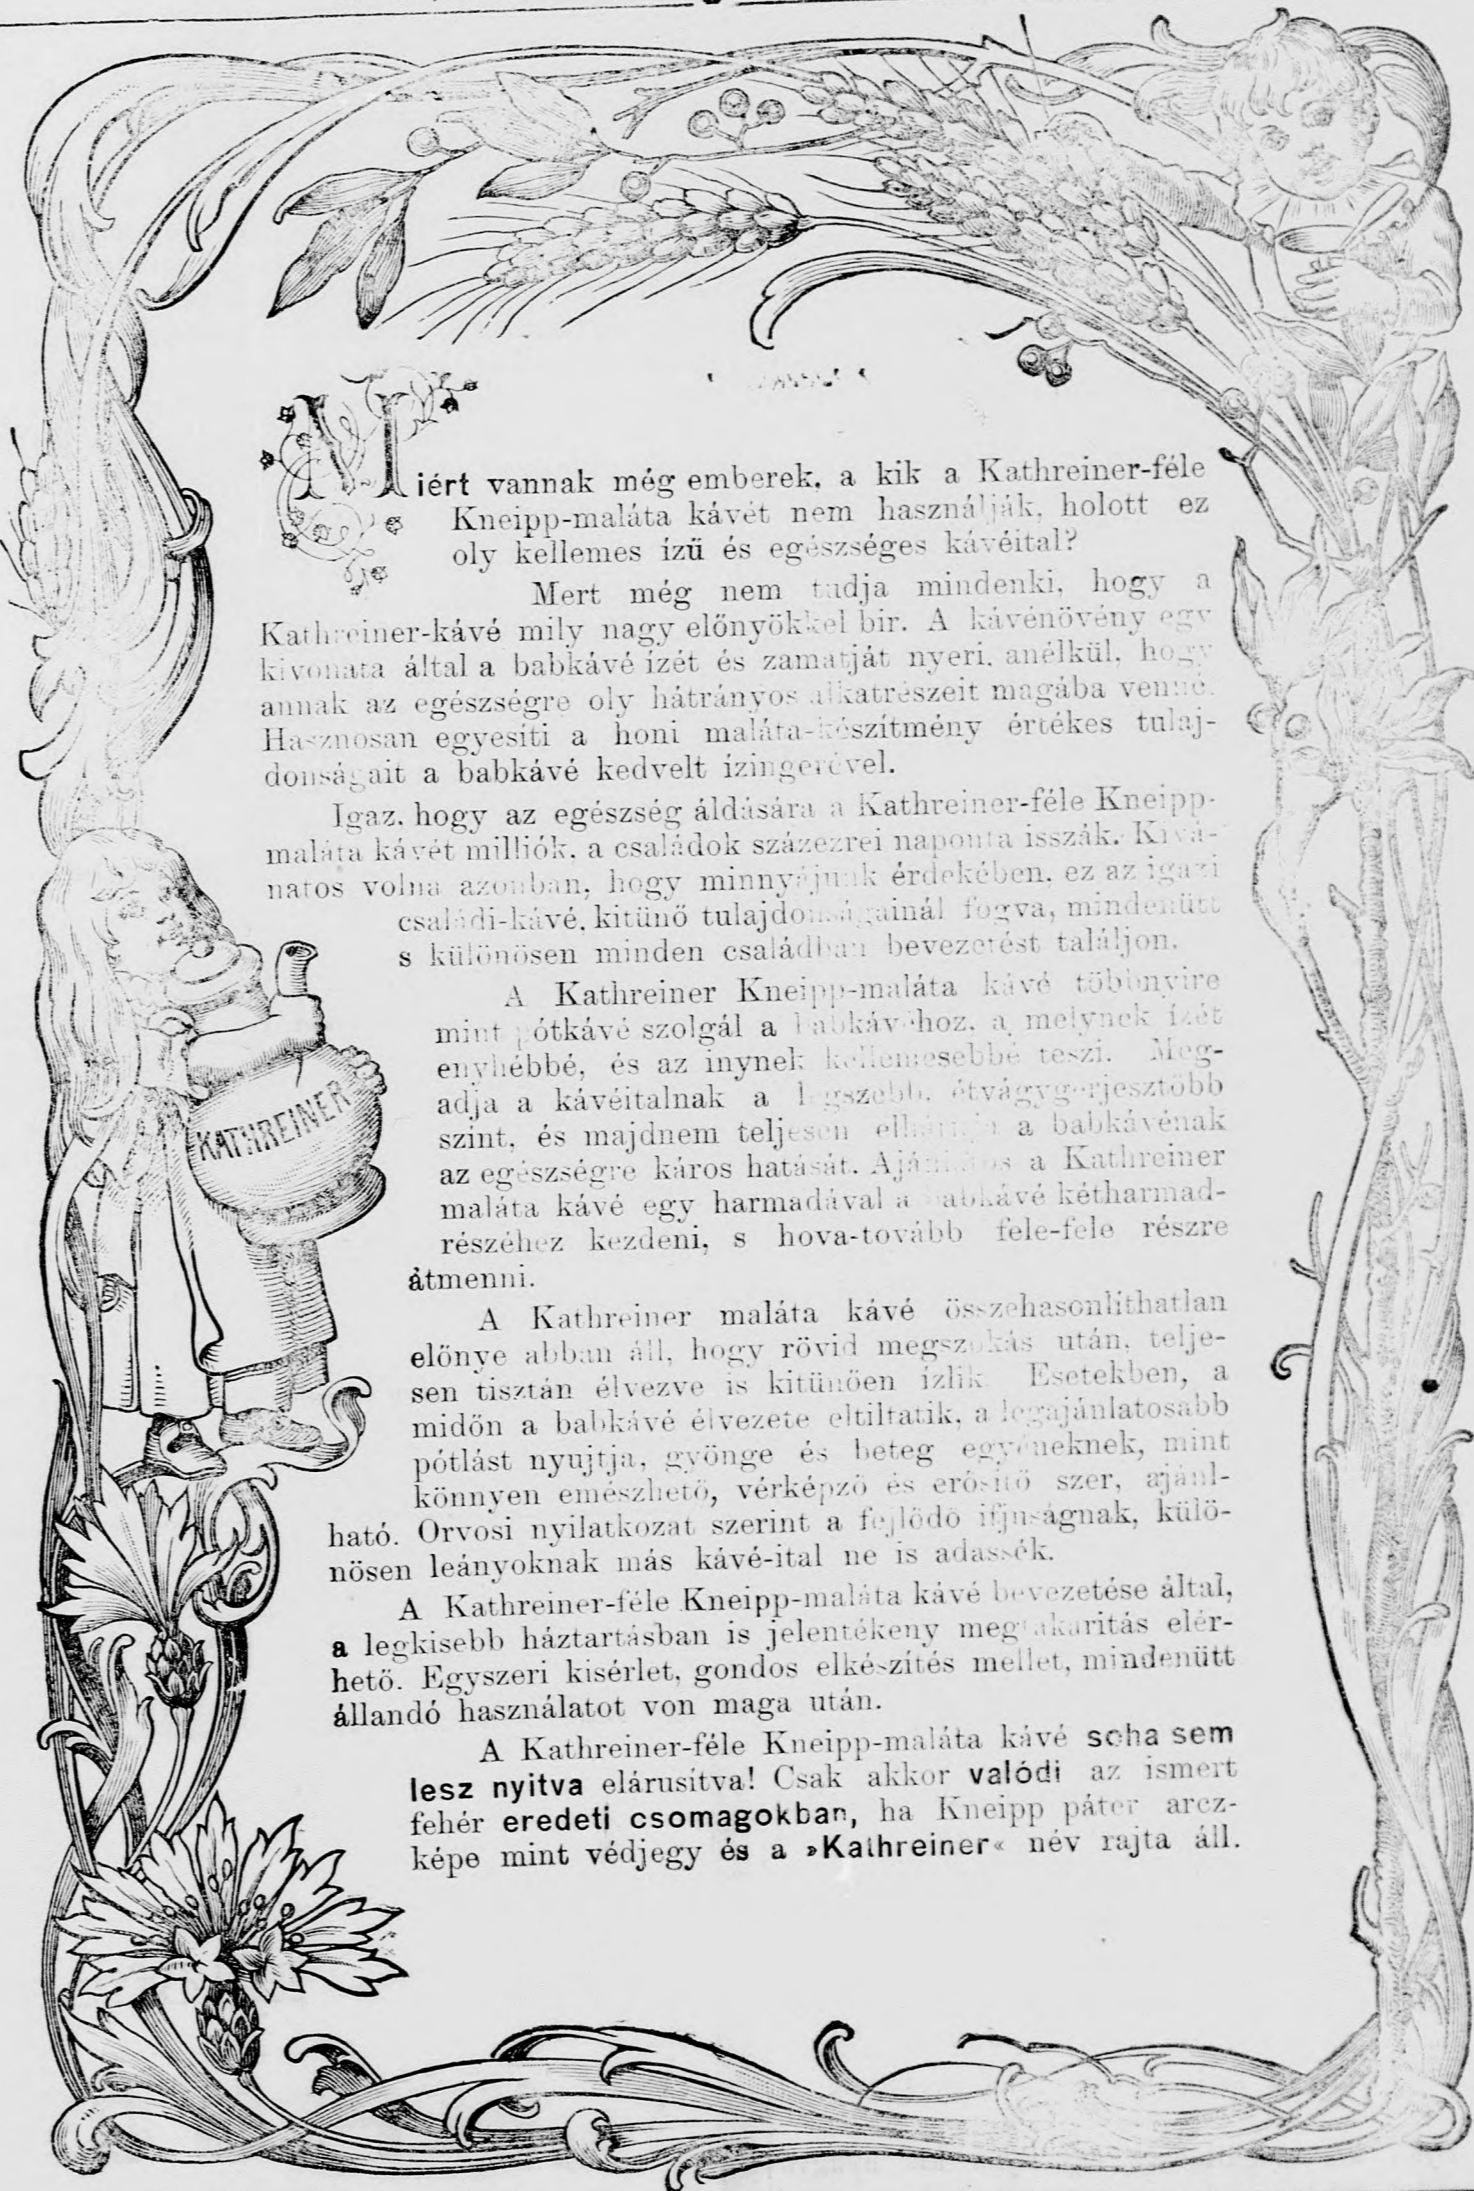 Miért vannak még emberek, a kik a Kathreiner-féle
Kneipp-maláta kávét nem használják, holott ez
oly kellemes ízü és egészséges kávéital?
Mert még nem tudja mindenki, hogy a
Kathreiner-kávé mily nagy előnyökkel bir. A kávénövény egy
kivonata által a babkávé ízét és zamatját nyeri, anélkül, hogy
annak az egészségre oly hátrányos alkatrészeit magába venné.
Hasznosan egyesíti a honi maláta-készítmény értékes tulaj-
donságait a babkávé kedvelt ízingerével.
Igaz, hogy az egészség áldására a Kathreiner-féle Kneipp-
maláta kávét milliók, a családok százezrei naponta isszák. Kivá-
natos volna azonban, hogy minnyájunk érdekében, ez az igazi
családi-kávé, kitünő tulajdonságainál fogva, mindenütt
s különösen minden családban bevezetést találjon.
A Kathreiner Kneipp-maláta kávé többnyire
mint pótkávé szolgál a babkávéhoz, a melynek ízét
enyhébbé, és az inynek kellemesebbé teszi. Meg-
adja a kávéitalnak a legszebb, étvágygerjesztőbb
szint, és majdnem teljesen elhárítja a babkávénak
az egészségre káros hatását. Ajánlatos a Kathreiner
maláta kávé egy harmadával a babkávé kétharmad-
részéhez kezdeni, s hova-tovább fele-fele részre
átmenni.
A Kathreiner maláta kávé összehasonlíthatlan
előnye abban áll, hogy rövid megszokás után, telje-
sen tisztán élvezve is kitünően ízlik. Esetekben, a
midőn a babkávé élvezete eltiltatik, a legajánlatosabb
pótlást nyujtja, gyönge és beteg egyéneknek, mint
könnyen emészhető, vérképző és erősitő szer, ajánl-
ható. Orvosi nyilatkozat szerint a fejlődő ifjuságnak, külö-
nösen leányoknak más kávé-ital ne is adassék.
A Kathreiner-féle Kneipp-maláta kávé bevezetése által,
a legkisebb háztartásban is jelentékeny megtakaritás elér-
hető. Egyszeri kisérlet, gondos elkészítés mellet, mindenütt
állandó használatot von maga után.
A Kathreiner-féle Kneipp-maláta kávé soha sem
lesz nyitva elárusítva! Csak akkor valódi az ismert
fehér eredeti csomagokban, ha Kneipp páter arcz-
képe mint védjegy és a »Kathreiner« név rajta áll.
KATHREINER